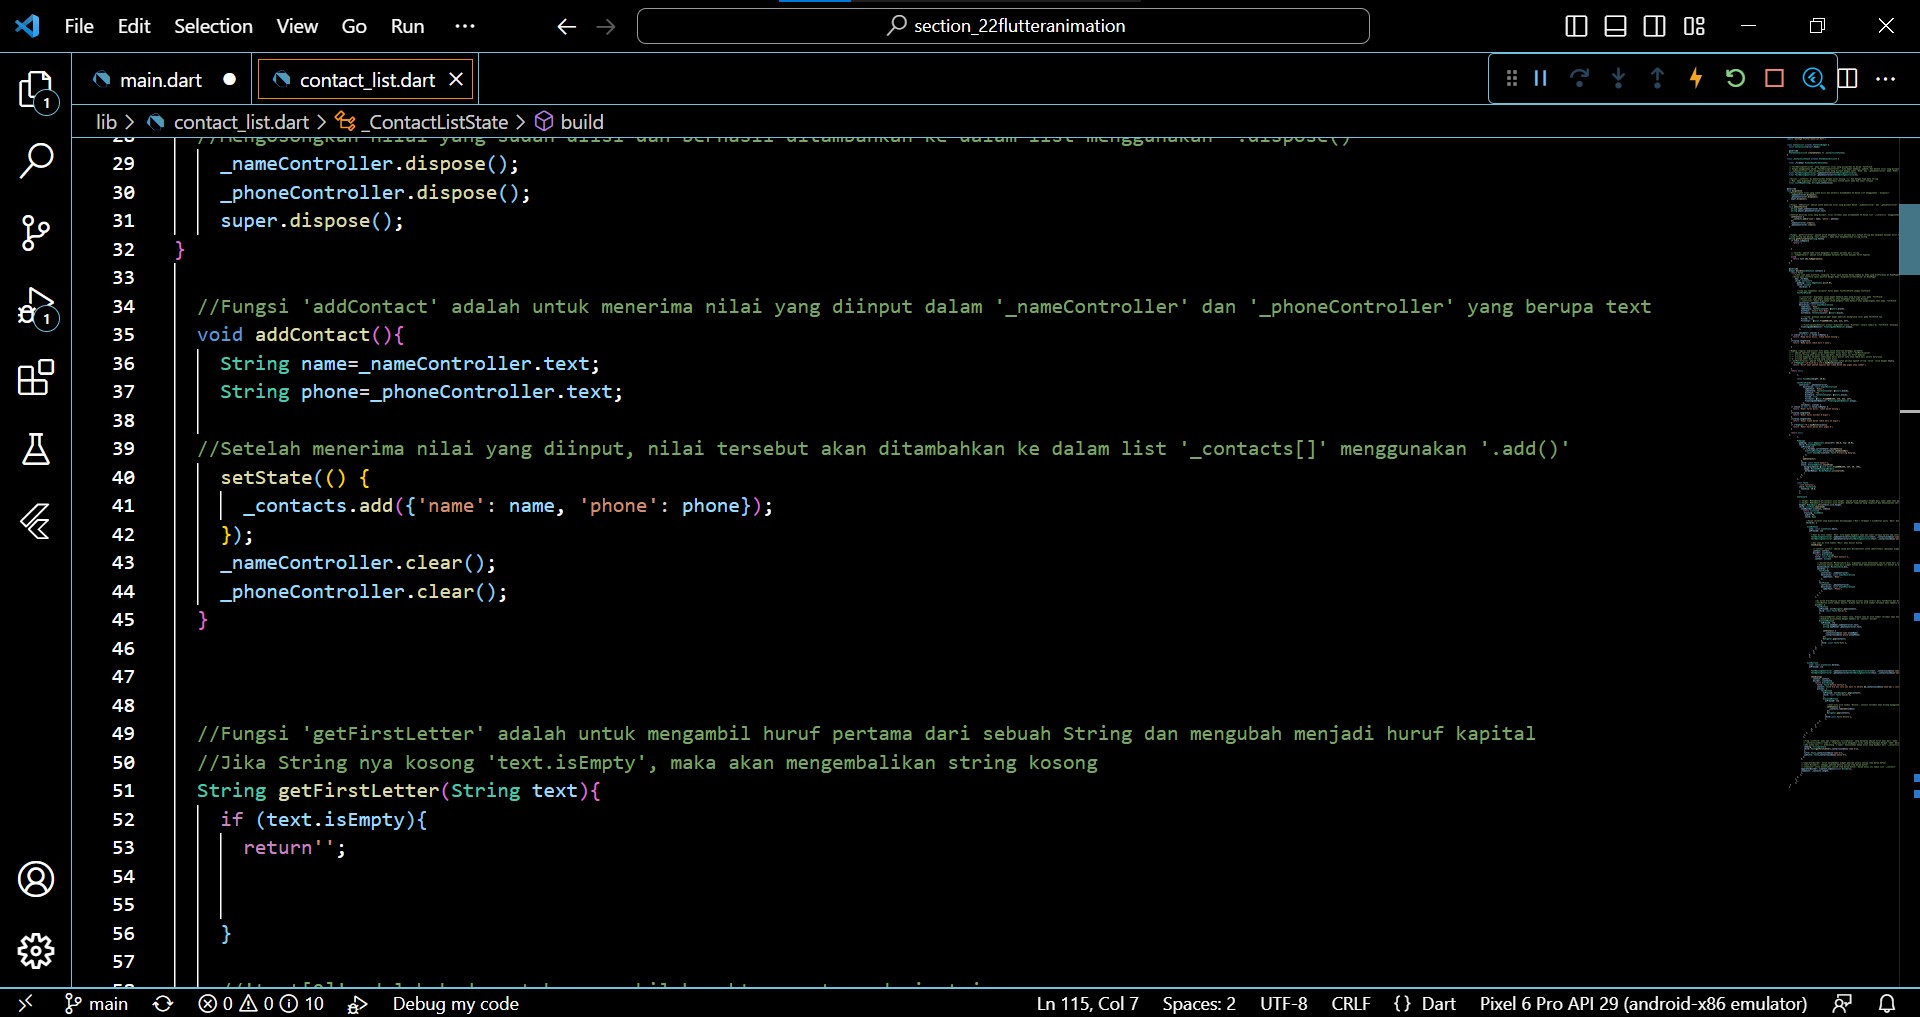 File Edit Selection View Go Run ···
section_22flutteranimation
main.dart
contact_list.dart
lib > contact_list.dart > _ContactListState > build
29 _nameController.dispose();
30 _phoneController.dispose();
31 super.dispose();
32 }
33
34 //Fungsi 'addContact' adalah untuk menerima nilai yang diinput dalam '_nameController' dan '_phoneController' yang berupa text
35 void addContact(){
36 String name=_nameController.text;
37 String phone=_phoneController.text;
38
39 //Setelah menerima nilai yang diinput, nilai tersebut akan ditambahkan ke dalam list '_contacts[]' menggunakan '.add()'
40 setState(() {
41 _contacts.add({'name': name, 'phone': phone});
42 });
43 _nameController.clear();
44 _phoneController.clear();
45 }
46
47
48
49 //Fungsi 'getFirstLetter' adalah untuk mengambil huruf pertama dari sebuah String dan mengubah menjadi huruf kapital
50 //Jika String nya kosong 'text.isEmpty', maka akan mengembalikan string kosong
51 String getFirstLetter(String text){
52 if (text.isEmpty){
53 return'';
54
55
56 }
57
1
1
main 0 0 10 Debug my code Ln 115, Col 7 Spaces: 2 UTF-8 CRLF {} Dart Pixel 6 Pro API 29 (android-x86 emulator)